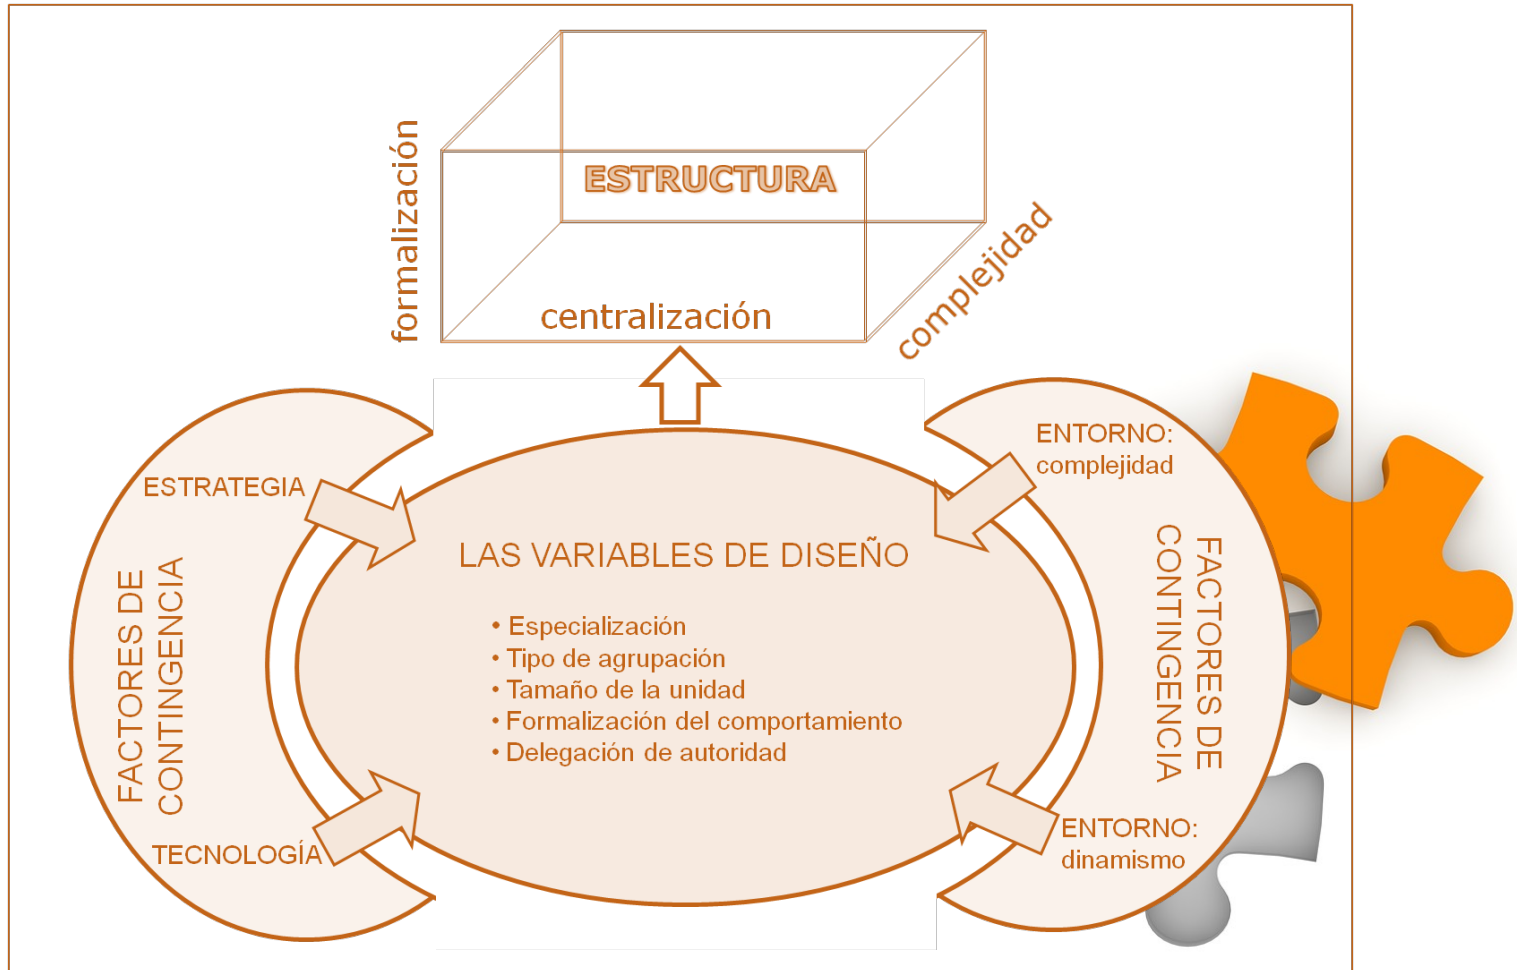 formalización
ESTRUCTURA
centralización
complejidad
ESTRATEGIA
FACTORES DE
CONTINGENCIA
TECNOLOGÍA
LAS VARIABLES DE DISEÑO
• Especialización
• Tipo de agrupación
• Tamaño de la unidad
• Formalización del comportamiento
• Delegación de autoridad
ENTORNO:
complejidad
FACTORES DE
CONTINGENCIA
ENTORNO:
dinamismo